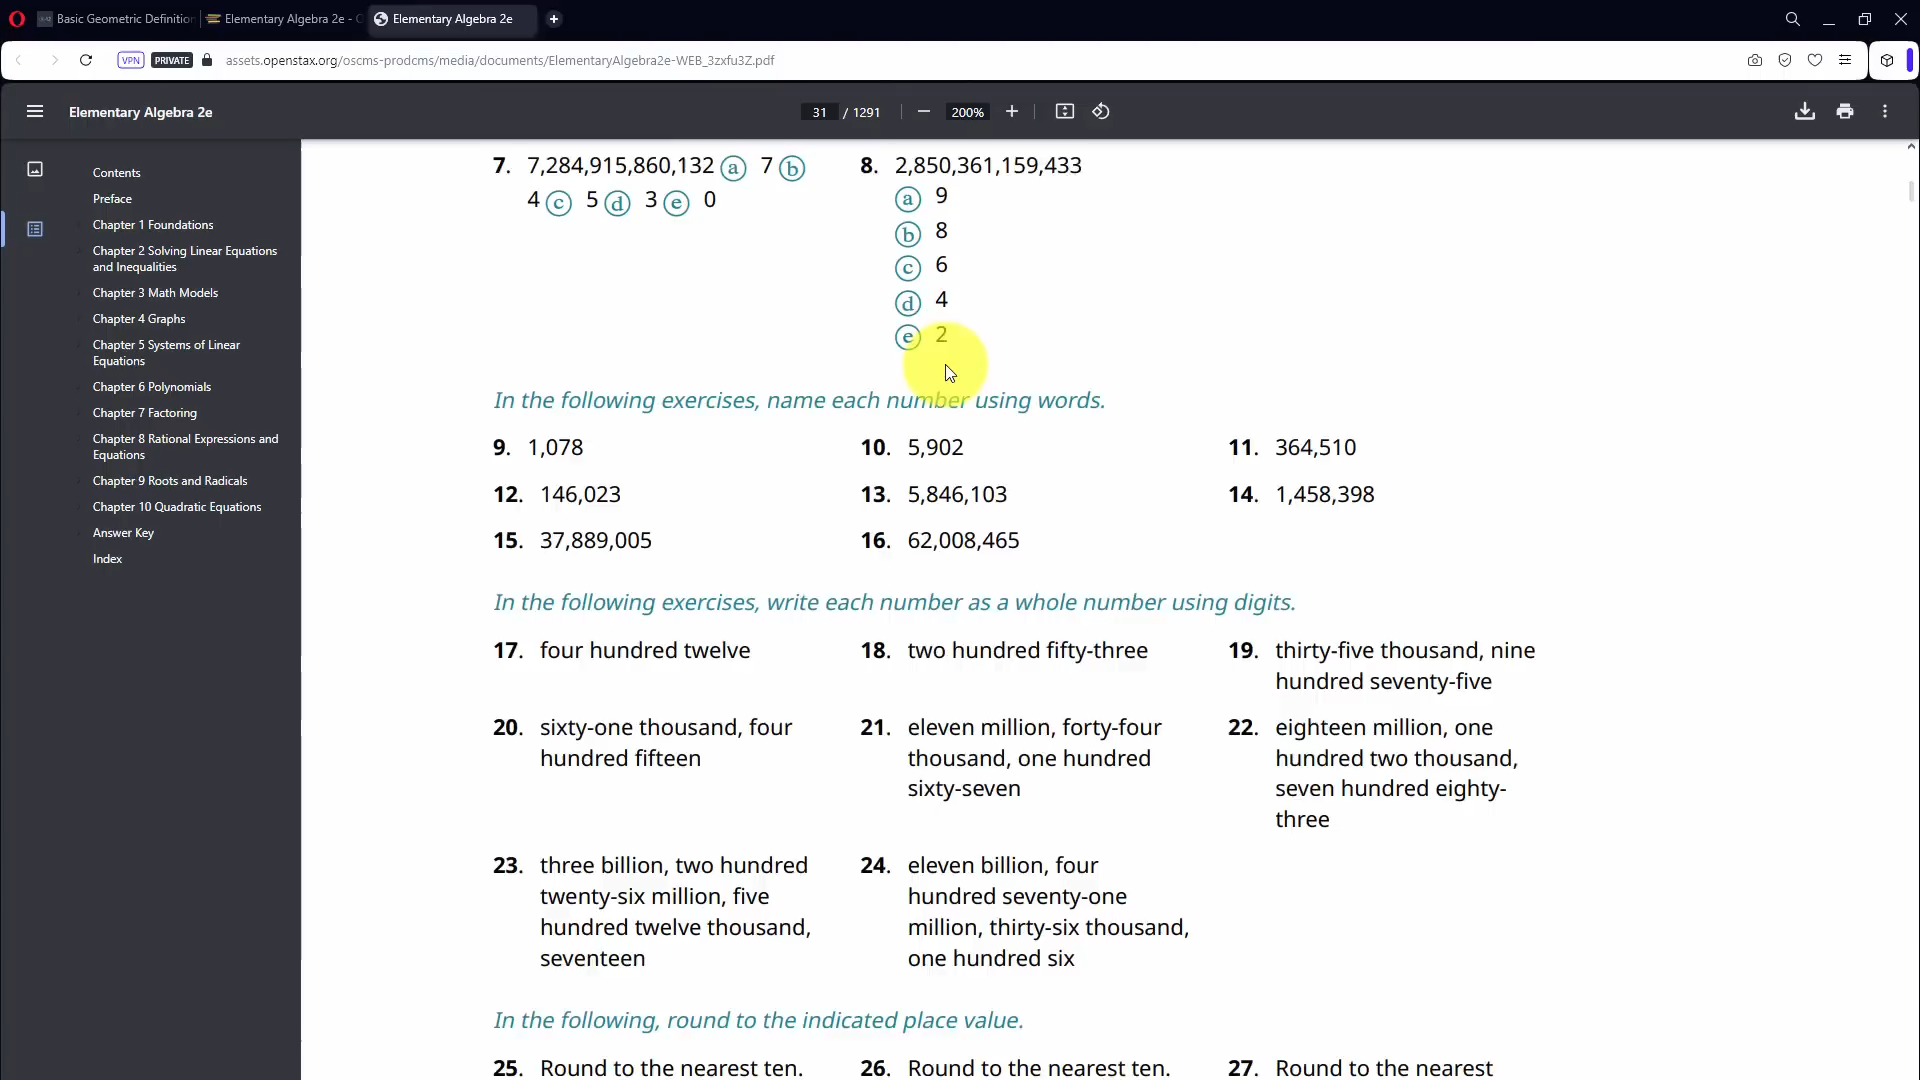 Basic Geometric Definition
Elementary Algebra 2e -
Elementary Algebra 2e
VPN
PRIVATE
assets.openstax.org/oscms-prodcms/media/documents/ElementaryAlgebra2e-WEB_3zxfu3Z.pdf
Elementary Algebra 2e
31 / 1291
200%
Contents
Preface
Chapter 1 Foundations
Chapter 2 Solving Linear Equations
and Inequalities
Chapter 3 Math Models
Chapter 4 Graphs
Chapter 5 Systems of Linear
Equations
Chapter 6 Polynomials
Chapter 7 Factoring
Chapter 8 Rational Expressions and
Equations
Chapter 9 Roots and Radicals
Chapter 10 Quadratic Equations
Answer Key
Index
7. 7,284,915,860,132 ⓐ 7 ⓑ
4 ⓒ 5 ⓓ 3 ⓔ 0
8. 2,850,361,159,433
ⓐ 9
ⓑ 8
ⓒ 6
ⓓ 4
ⓔ 2
In the following exercises, name each number using words.
9. 1,078
10. 5,902
11. 364,510
12. 146,023
13. 5,846,103
14. 1,458,398
15. 37,889,005
16. 62,008,465
In the following exercises, write each number as a whole number using digits.
17. four hundred twelve
18. two hundred fifty-three
19. thirty-five thousand, nine
hundred seventy-five
20. sixty-one thousand, four
hundred fifteen
21. eleven million, forty-four
thousand, one hundred
sixty-seven
22. eighteen million, one
hundred two thousand,
seven hundred eighty-
three
23. three billion, two hundred
twenty-six million, five
hundred twelve thousand,
seventeen
24. eleven billion, four
hundred seventy-one
million, thirty-six thousand,
one hundred six
In the following, round to the indicated place value.
25. Round to the nearest ten.
26. Round to the nearest ten.
27. Round to the nearest